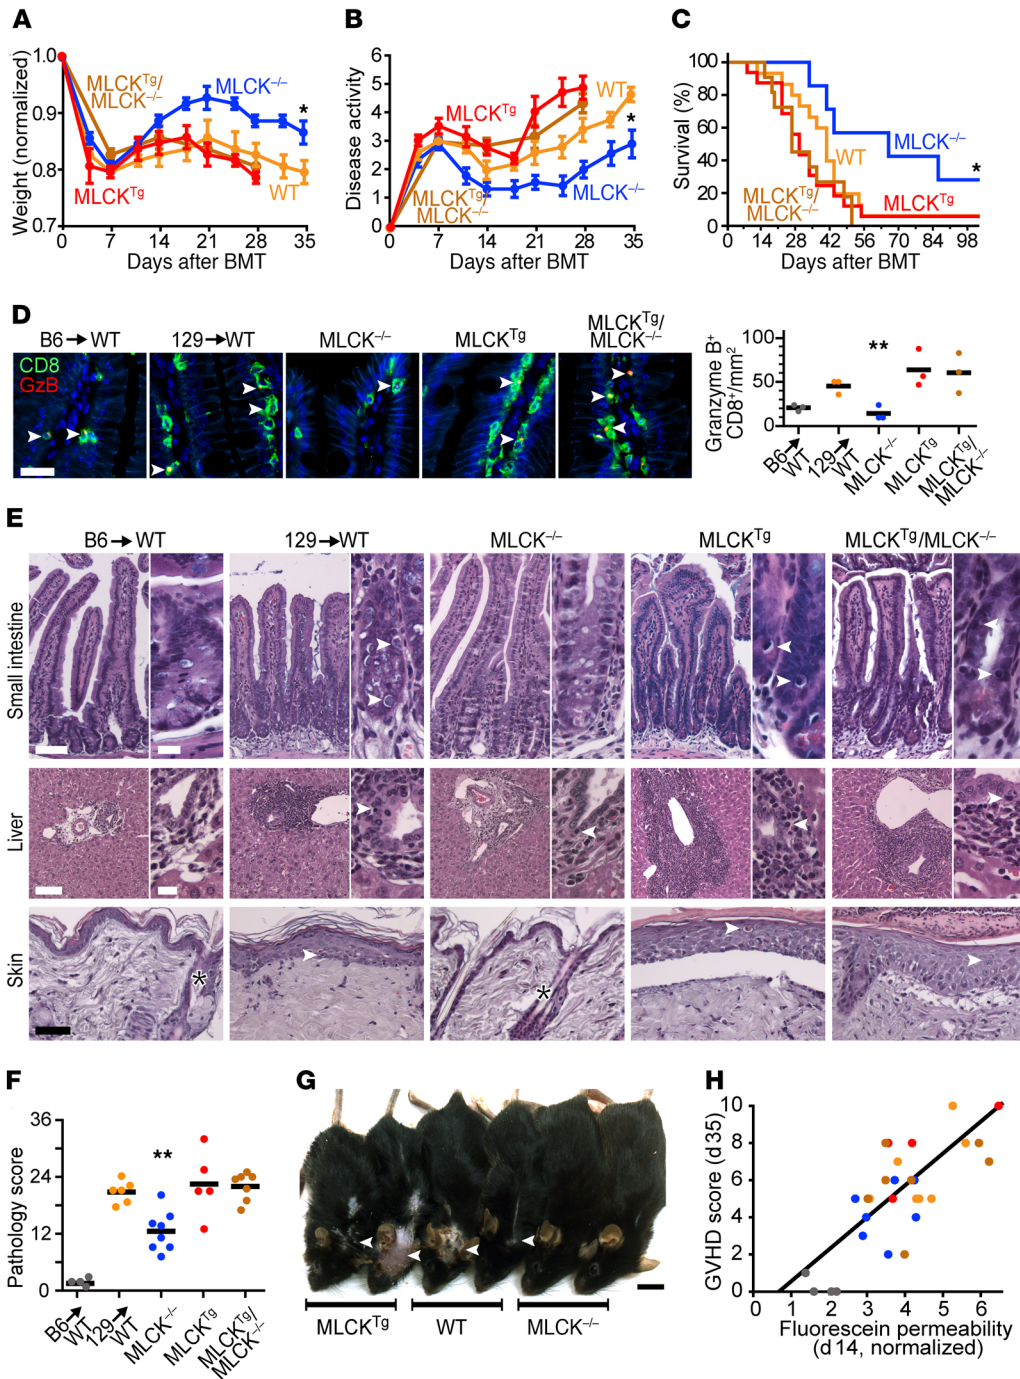 A
Weight (normalized)
1.0
0.9
0.8
0.7
MLCKTg/
MLCK–/–
MLCK–/–
*
MLCKTg
WT
0 7 14 21 28 35
Days after BMT
B
Disease activity
6
5
4
3
2
1
0
MLCKTg
WT
*
MLCKTg/
MLCK–/–
MLCK–/–
0 7 14 21 28 35
Days after BMT
C
Survival (%)
100
80
60
40
20
0
MLCK–/–
WT
*
MLCKTg/
MLCK–/–
MLCKTg
0 14 28 42 56 70 84 98
Days after BMT
D
B6→WT
129→WT
MLCK–/–
MLCKTg
MLCKTg/
MLCK–/–
CD8
GzB
Granzyme B+
CD8+/mm2
100
50
0
**
B6→
WT
129→
WT
MLCK–/–
MLCKTg
MLCKTg/
MLCK–/–
E
B6→WT
129→WT
MLCK–/–
MLCKTg
MLCKTg/MLCK–/–
Small intestine
Liver
Skin
*
*
F
Pathology score
36
24
12
0
**
B6→
WT
129→
WT
MLCK–/–
MLCKTg
MLCKTg/
MLCK–/–
G
MLCKTg
WT
MLCK–/–
H
GVHD score (d 35)
10
8
6
4
2
0
0 1 2 3 4 5 6
Fluorescein permeability
(d 14, normalized)